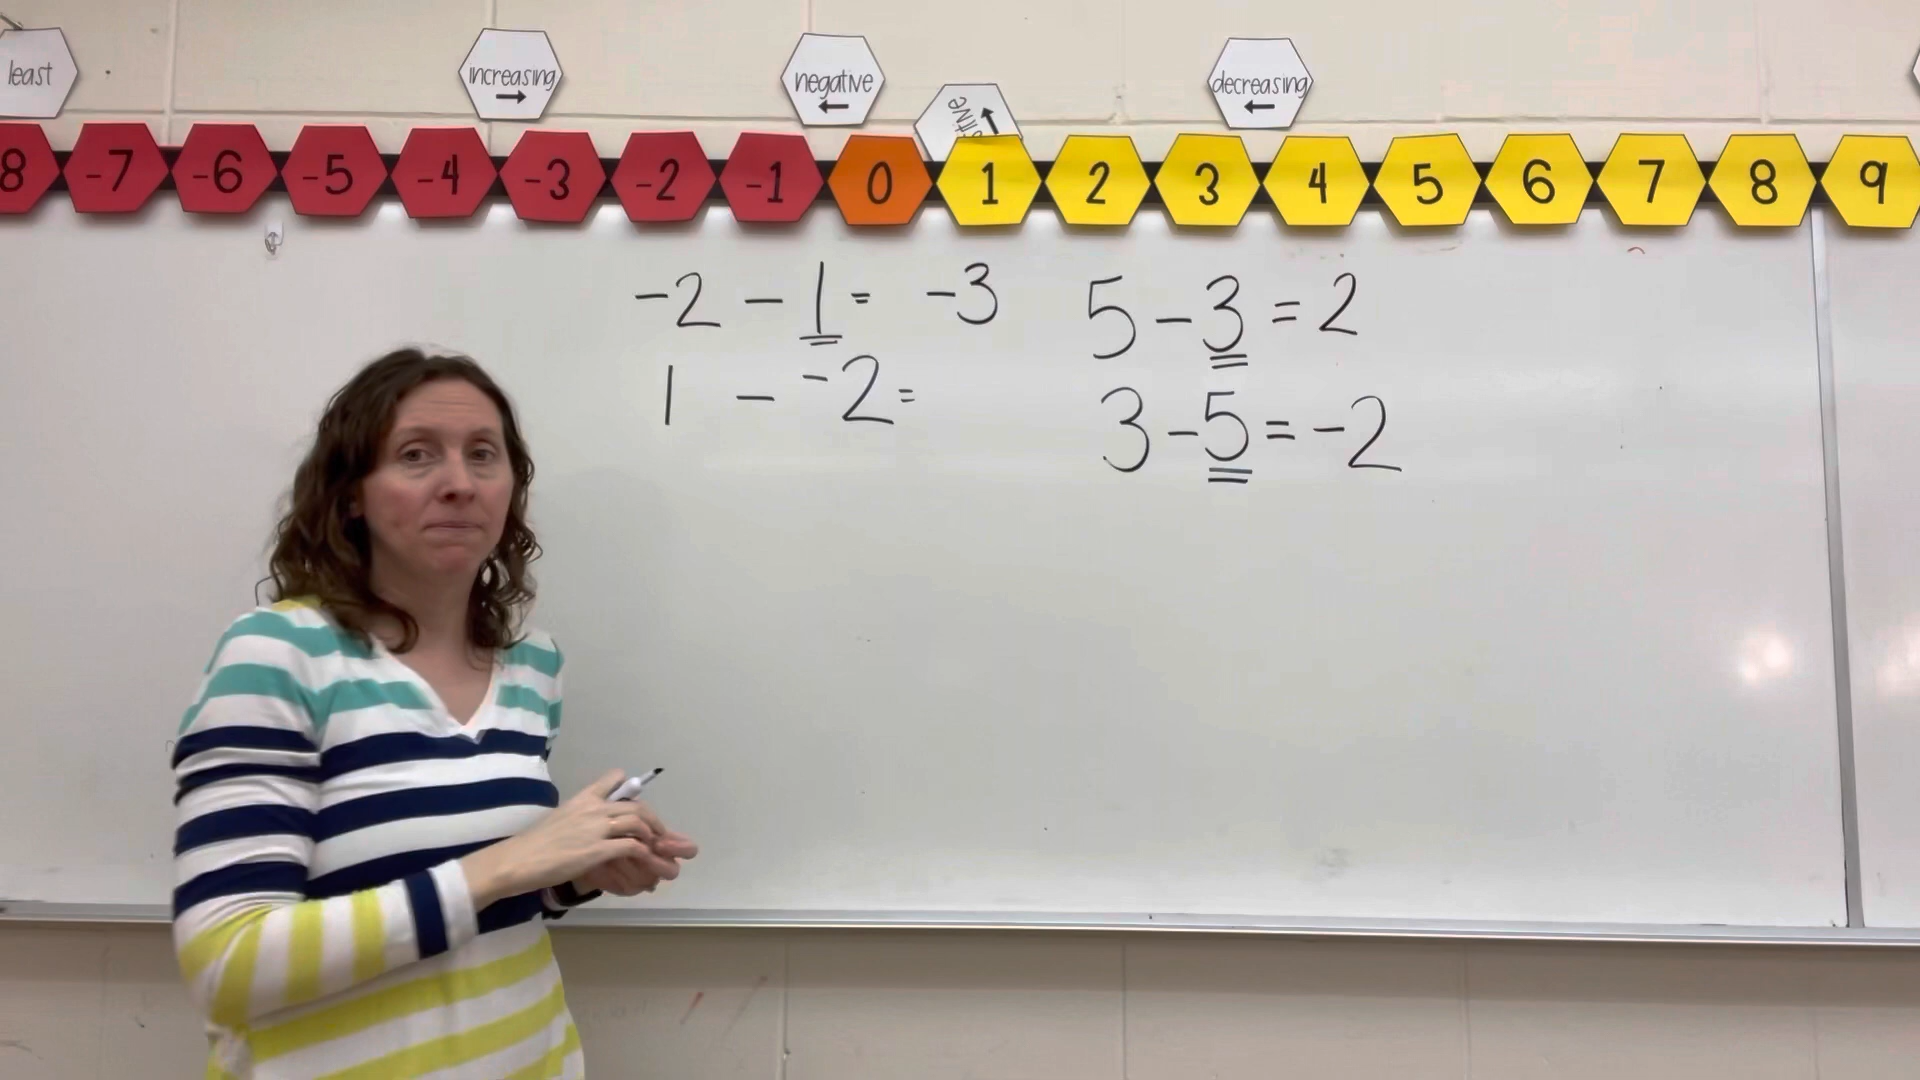 least
increasing →
negative ←
decreasing ←
8 -7 -6 -5 -4 -3 -2 -1 0 1 2 3 4 5 6 7 8 9
-2 - 1 = -3
1 - -2 =
5 - 3 = 2
3 - 5 = -2